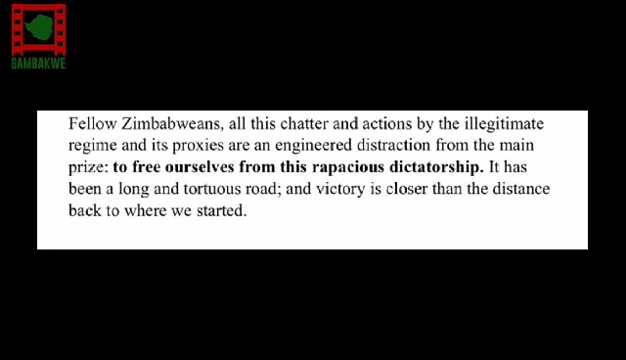 GAMBAKWE
Fellow Zimbabweans, all this chatter and actions by the illegitimate
regime and its proxies are an engineered distraction from the main
prize: to free ourselves from this rapacious dictatorship. It has
been a long and tortuous road; and victory is closer than the distance
back to where we started.